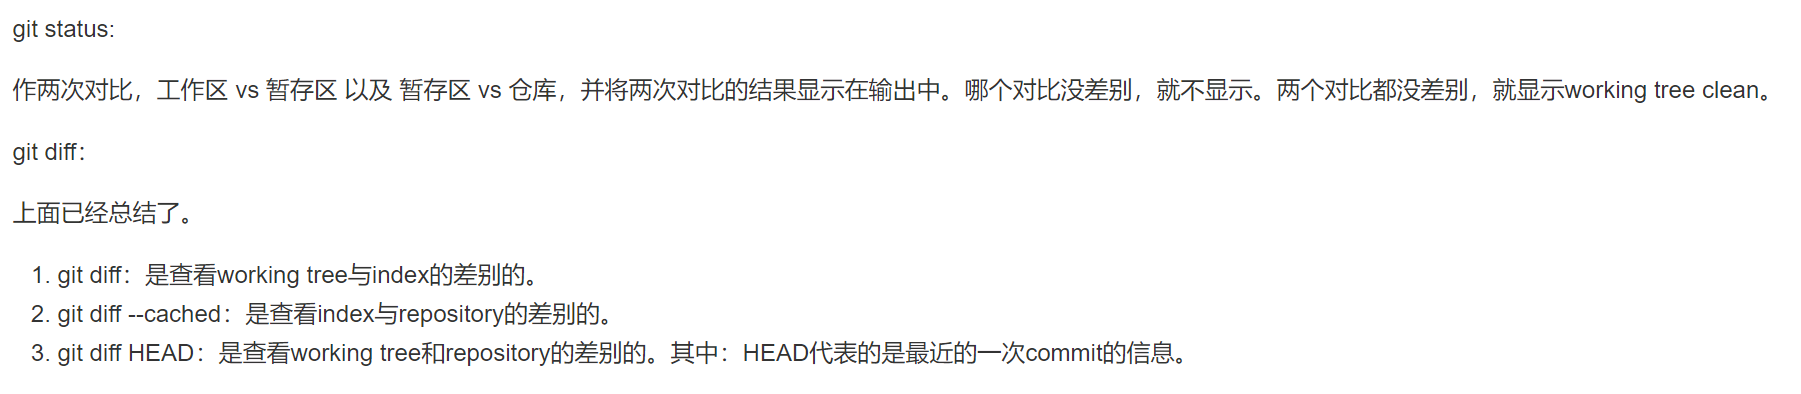 git status:
作两次对比，工作区 vs 暂存区 以及 暂存区 vs 仓库，并将两次对比的结果显示在输出中。哪个对比没差别，就不显示。两个对比都没差别，就显示working tree clean。
git diff：
上面已经总结了。
1. git diff：是查看working tree与index的差别的。
2. git diff --cached：是查看index与repository的差别的。
3. git diff HEAD：是查看working tree和repository的差别的。其中：HEAD代表的是最近的一次commit的信息。